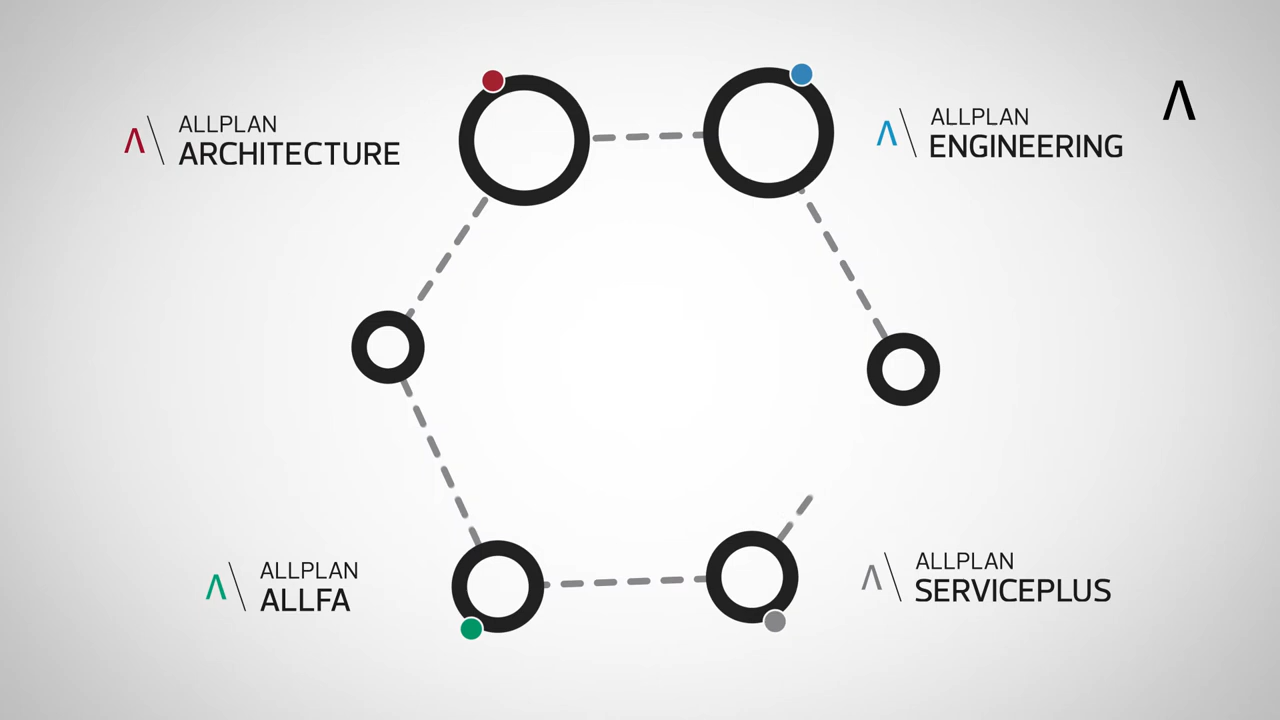 ALLPLAN
ARCHITECTURE
ALLPLAN
ENGINEERING
ALLPLAN
ALLFA
ALLPLAN
SERVICEPLUS